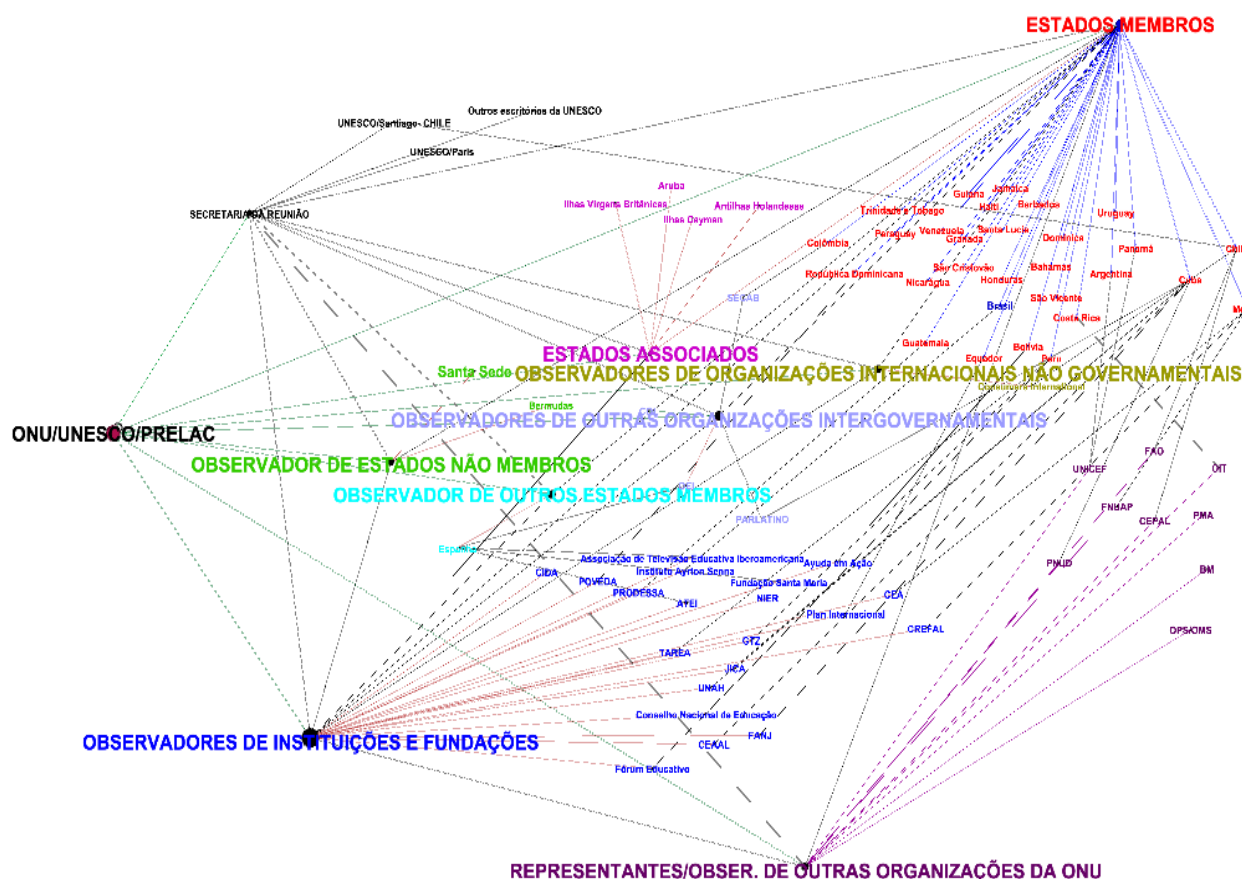 ESTADOS MEMBROS
Outros escritórios da UNESCO
UNESCO/Santiago- CHILE
UNESCO/Paris
Aruba
Ilhas Virgens Britânicas
Antilhas Holandesas
Ilhas Cayman
SECRETARIA DA REUNIÃO
Guiana
Jamaica
Haiti
Barbados
Trinidade e Tobago
Uruguay
Paraguay
Venezuela
Santa Lucia
Granada
Dominica
Colômbia
Panamá
República Dominicana
São Cristovão
Bahamas
Argentina
Nicarágua
Honduras
Cuba
São Vicente
SECAB
Brasil
Costa Rica
Guatemala
Bolívia
Equador
Peru
ESTADOS ASSOCIADOS
Santa Sede
OBSERVADORES DE ORGANIZAÇÕES INTERNACIONAIS NÃO GOVERNAMENTAIS
Consumers International
Bermudas
OBSERVADORES DE OUTRAS ORGANIZAÇÕES INTERGOVERNAMENTAIS
ONU/UNESCO/PRELAC
OBSERVADOR DE ESTADOS NÃO MEMBROS
OBSERVADOR DE OUTROS ESTADOS MEMBROS
OEI
PARLATINO
FAO
OIT
UNICEF
FNUAP
CEPAL
PMA
PNUD
BM
OPS/OMS
Espanha
Associação de Televisão Educativa Iberoamericana
Ayuda em Ação
CIDA
Instituto Ayrton Senna
POVEDA
Fundação Santa Maria
PRODESSA
ATEI
NIER
CEA
Plan Internacional
CREFAL
GTZ
TAREA
JICA
UNAH
Conselho Nacional de Educação
FANJ
CEAAL
OBSERVADORES DE INSTITUIÇÕES E FUNDAÇÕES
Fórum Educativo
REPRESENTANTES/OBSER. DE OUTRAS ORGANIZAÇÕES DA ONU